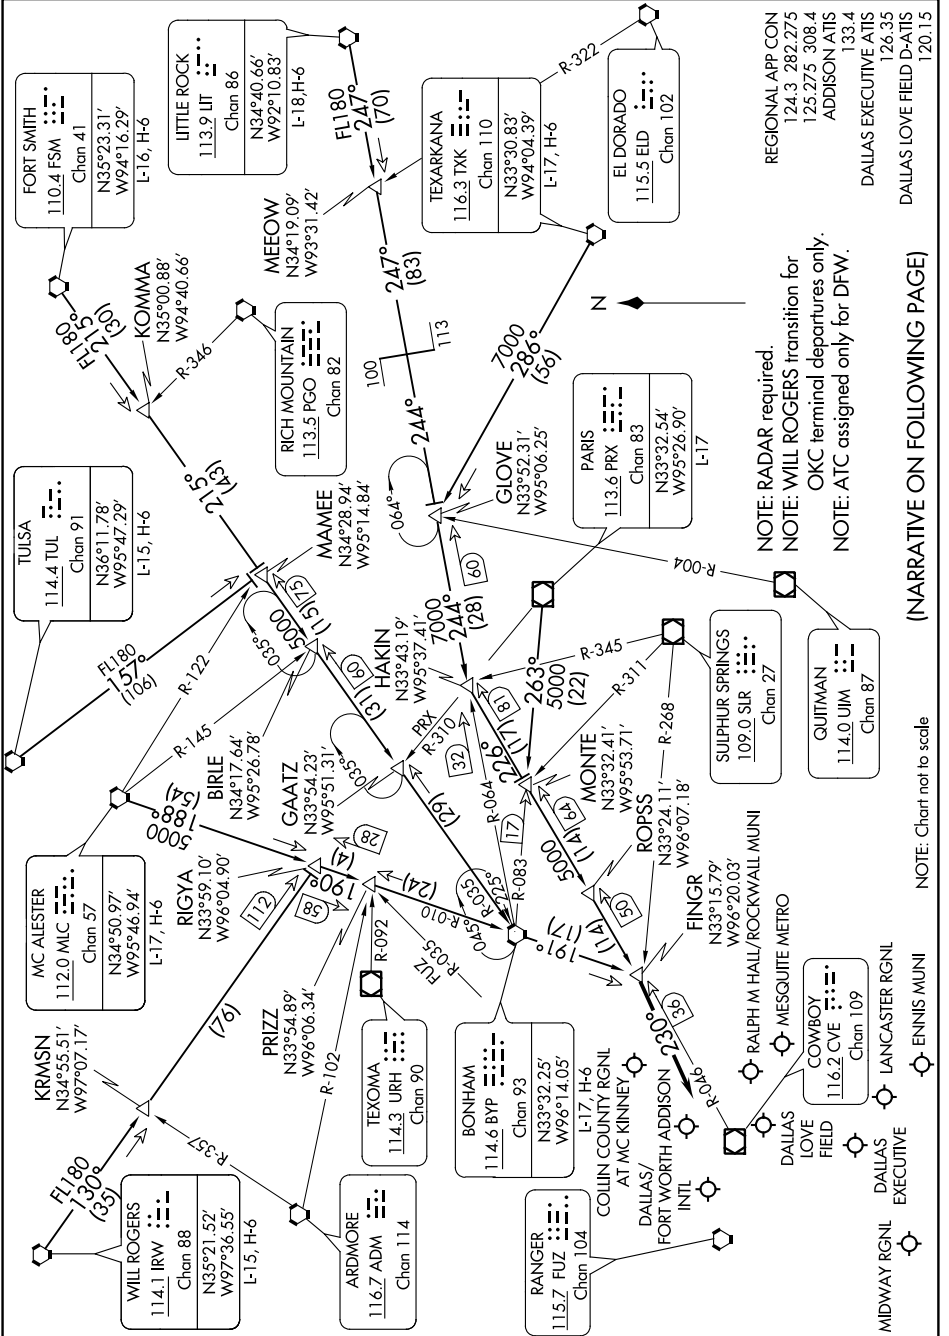 FORT SMITH
110.4 FSM
Chan 41
N35°23.31'
W94°16.29'
L-16, H-6
LITTLE ROCK
113.9 LIT
Chan 86
N34°40.66'
W92°10.83'
L-18,H-6
FL180
247°
(70)
TEXARKANA
116.3 TXK
Chan 110
N33°30.83'
W94°04.39'
L-17, H-6
R-322
EL DORADO
115.5 ELD
Chan 102
REGIONAL APP CON
124.3 282.275
125.275 308.4
ADDISON ATIS
133.4
DALLAS EXECUTIVE ATIS
126.35
DALLAS LOVE FIELD D-ATIS
120.15
FL180
215°
(30)
KOMMA
N35°00.88'
W94°40.66'
R-346
RICH MOUNTAIN
113.5 PGO
Chan 82
MEEOW
N34°19.09'
W93°31.42'
247°
(83)
100
113
244°
7000
286°
(56)
N
TULSA
114.4 TUL
Chan 91
N36°11.78'
W95°47.29'
L-15, H-6
215°
(43)
MAMEE
N34°28.94'
W95°14.84'
064°
GLOVE
N33°52.31'
W95°06.25'
PARIS
113.6 PRX
Chan 83
N33°32.54'
W95°26.90'
L-17
NOTE: RADAR required.
NOTE: WILL ROGERS transition for
OKC terminal departures only.
NOTE: ATC assigned only for DFW.
FL180
157°
(106)
R-122
R-145
035°
5000
(15)
75
BIRLE
N34°17.64'
W95°26.78'
60
(31)
HAKIN
N33°43.19'
W95°37.41'
7000
244°
(28)
60
R-004
QUITMAN
114.0 UIM
Chan 87
MC ALESTER
112.0 MLC
Chan 57
N34°50.97'
W95°46.94'
L-17, H-6
5000
188°
(54)
GAATZ
N33°54.23'
W95°51.31'
035°
PRX
R-310
32
226°
(17)
81
263°
5000
(22)
R-345
R-311
R-268
SULPHUR SPRINGS
109.0 SLR
Chan 27
RIGYA
N33°59.10'
W96°04.90'
112
28
(4)
190°
58
(29)
R-064
17
R-083
MONTE
N33°32.41'
W95°53.71'
64
(14)
5000
ROPSS
N33°24.11'
W96°07.18'
50
(14)
KRMSN
N34°55.51'
W97°07.17'
(76)
PRIZZ
N33°54.89'
W96°06.34'
(24)
R-010
R-035
225°
045°
FUZ
R-035
R-092
R-102
TEXOMA
114.3 URH
Chan 90
191°
(17)
FINGR
N33°15.79'
W96°20.03'
FL180
130°
(35)
R-357
WILL ROGERS
114.1 IRW
Chan 88
N35°21.52'
W97°36.55'
L-15, H-6
ARDMORE
116.7 ADM
Chan 114
BONHAM
114.6 BYP
Chan 93
N33°32.25'
W96°14.05'
L-17, H-6
230°
36
R-046
COWBOY
116.2 CVE
Chan 109
RANGER
115.7 FUZ
Chan 104
COLLIN COUNTY RGNL
AT MC KINNEY
DALLAS/
FORT WORTH
INTL
ADDISON
RALPH M HALL/ROCKWALL MUNI
MESQUITE METRO
DALLAS
LOVE
FIELD
DALLAS
EXECUTIVE
LANCASTER RGNL
MIDWAY RGNL
ENNIS MUNI
NOTE: Chart not to scale
(NARRATIVE ON FOLLOWING PAGE)